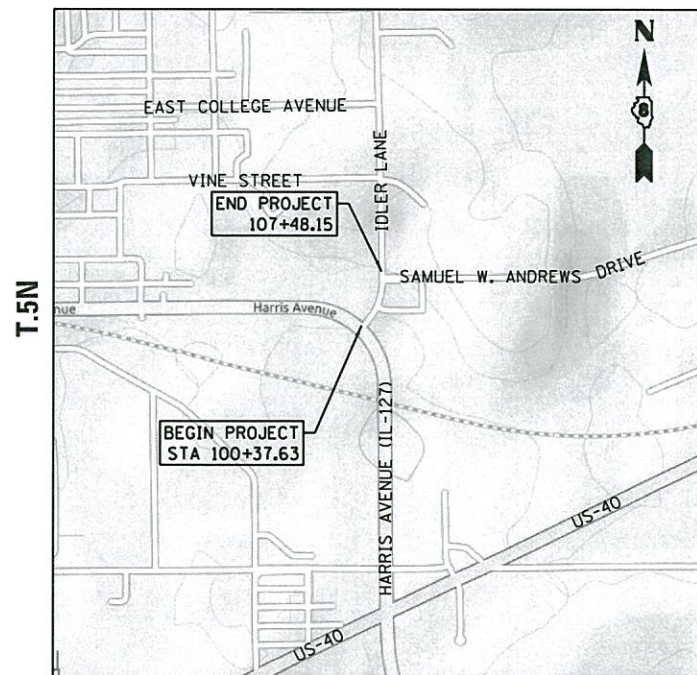 N
8
EAST COLLEGE AVENUE
IDLER LANE
VINE STREET
END PROJECT
107+48.15
SAMUEL W. ANDREWS DRIVE
T.5N
nue
Harris Avenue
BEGIN PROJECT
STA 100+37.63
HARRIS AVENUE (IL-127)
US-40
US-40